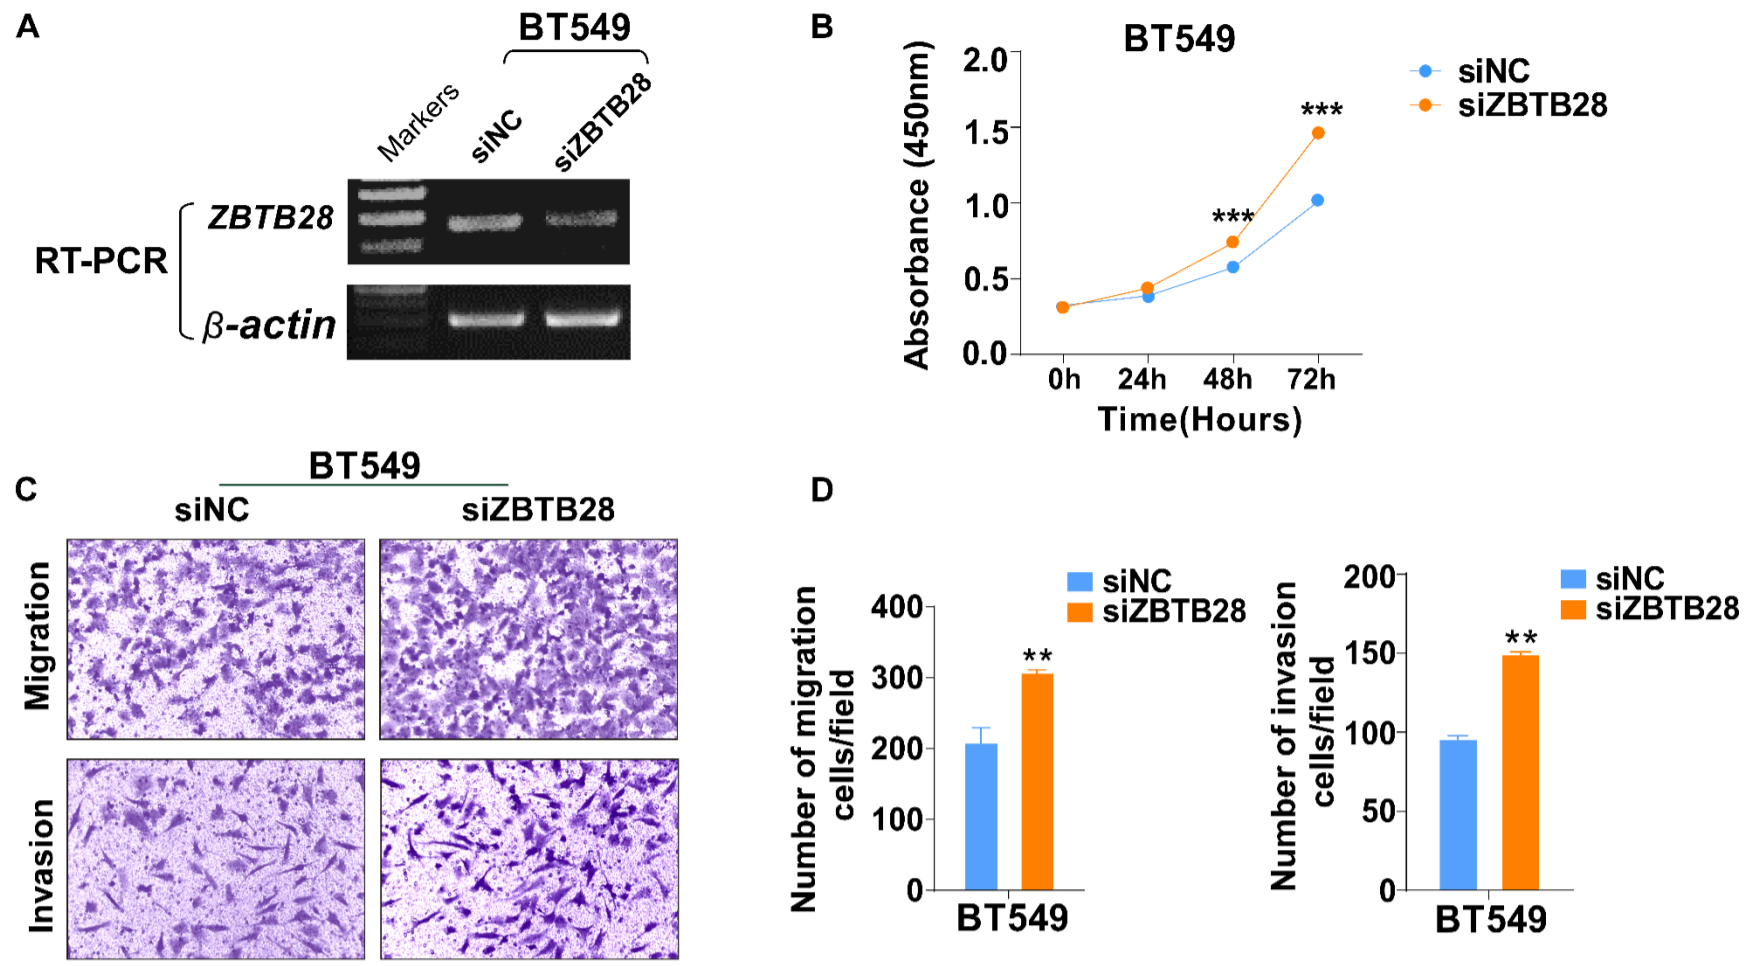 A
BT549
Markers
siNC
siZBTB28
RT-PCR
ZBTB28
β-actin
B
BT549
siNC
siZBTB28
Absorbance (450nm)
2.0
1.5
1.0
0.5
0.0
***
***
0h
24h
48h
72h
Time(Hours)
C
BT549
siNC
siZBTB28
Migration
Invasion
D
siNC
siZBTB28
Number of migration
cells/field
400
300
200
100
0
**
BT549
siNC
siZBTB28
Number of invasion
cells/field
200
150
100
50
0
**
BT549